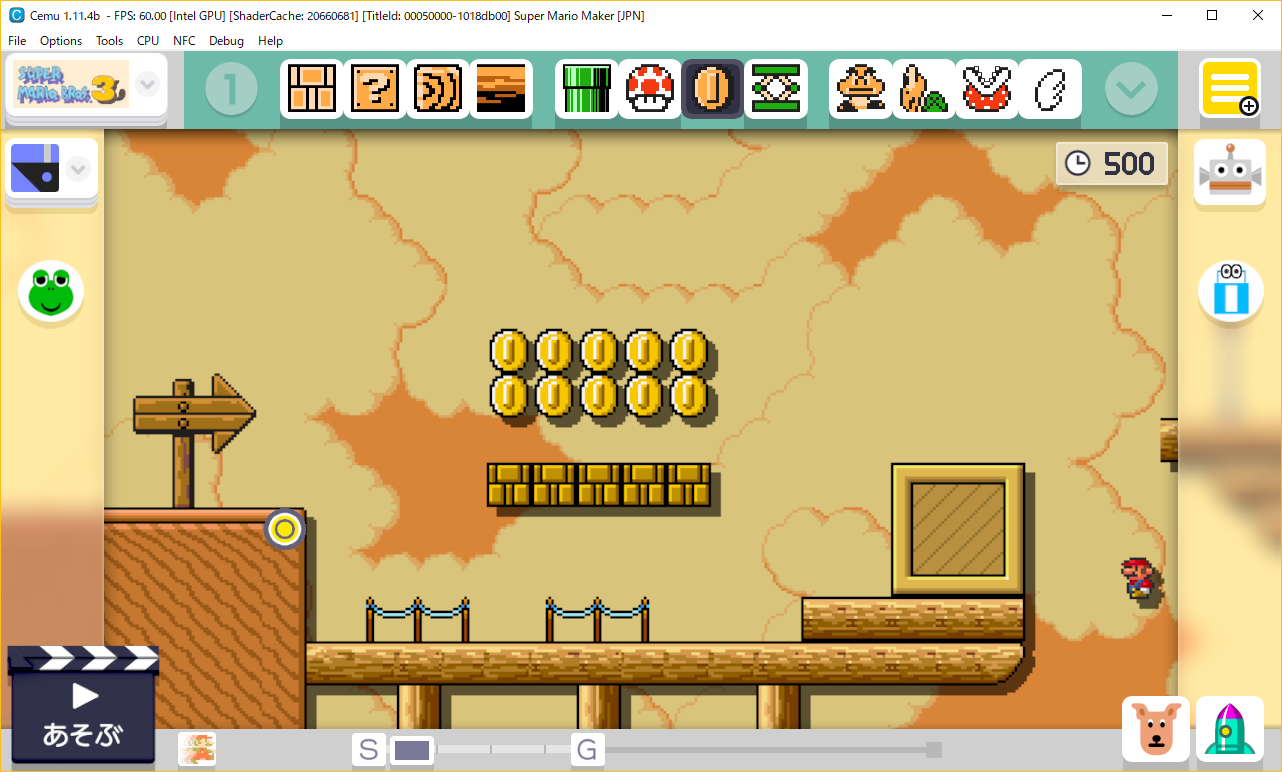 Cemu 1.11.4b - FPS: 60.00 [Intel GPU] [ShaderCache: 20660681] [TitleId: 00050000-1018db00] Super Mario Maker [JPN]
File Options Tools CPU NFC Debug Help
SUPER
MARIO BROS. 3
1
?
500
あそぶ
S G